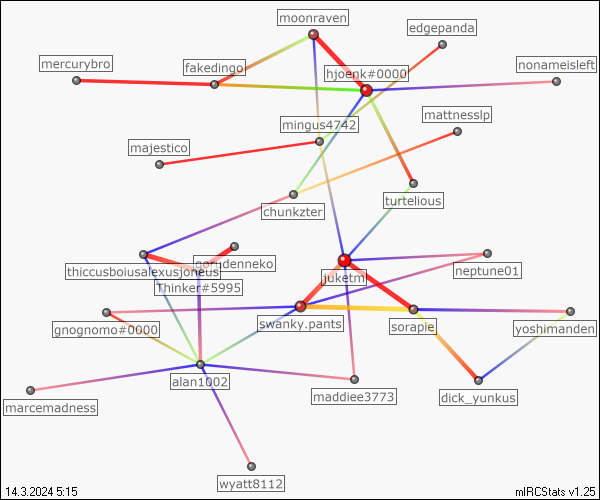 moonraven
edgepanda
mercurybro
fakedingo
hjoenk#0000
nonameisleft
mingus4742
mattnesslp
majestico
chunkzter
turtelious
thiccusboiusalexusjoneus
juketm
neptune01
Thinker#5995
gnognomo#0000
swanky.pants
sorapie
yoshimanden
alan1002
marcemadness
maddiee3773
dick_yunkus
wyatt8112
14.3.2024 5:15
mIRCStats v1.25